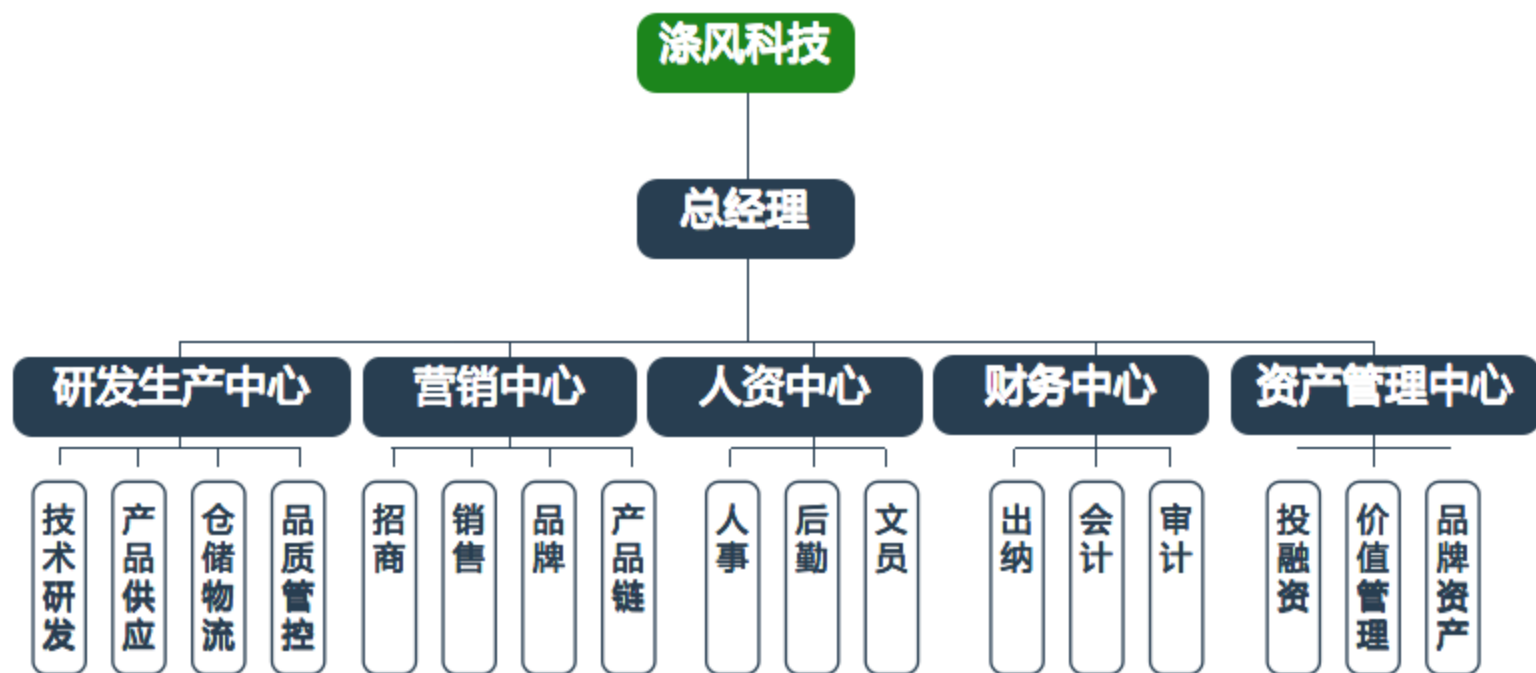 涤风科技
总经理
研发生产中心
营销中心
人资中心
财务中心
资产管理中心
技术研发
产品供应
仓储物流
品质管控
招商
销售
品牌
产品链
人事
后勤
文员
出纳
会计
审计
投融资
价值管理
品牌资产